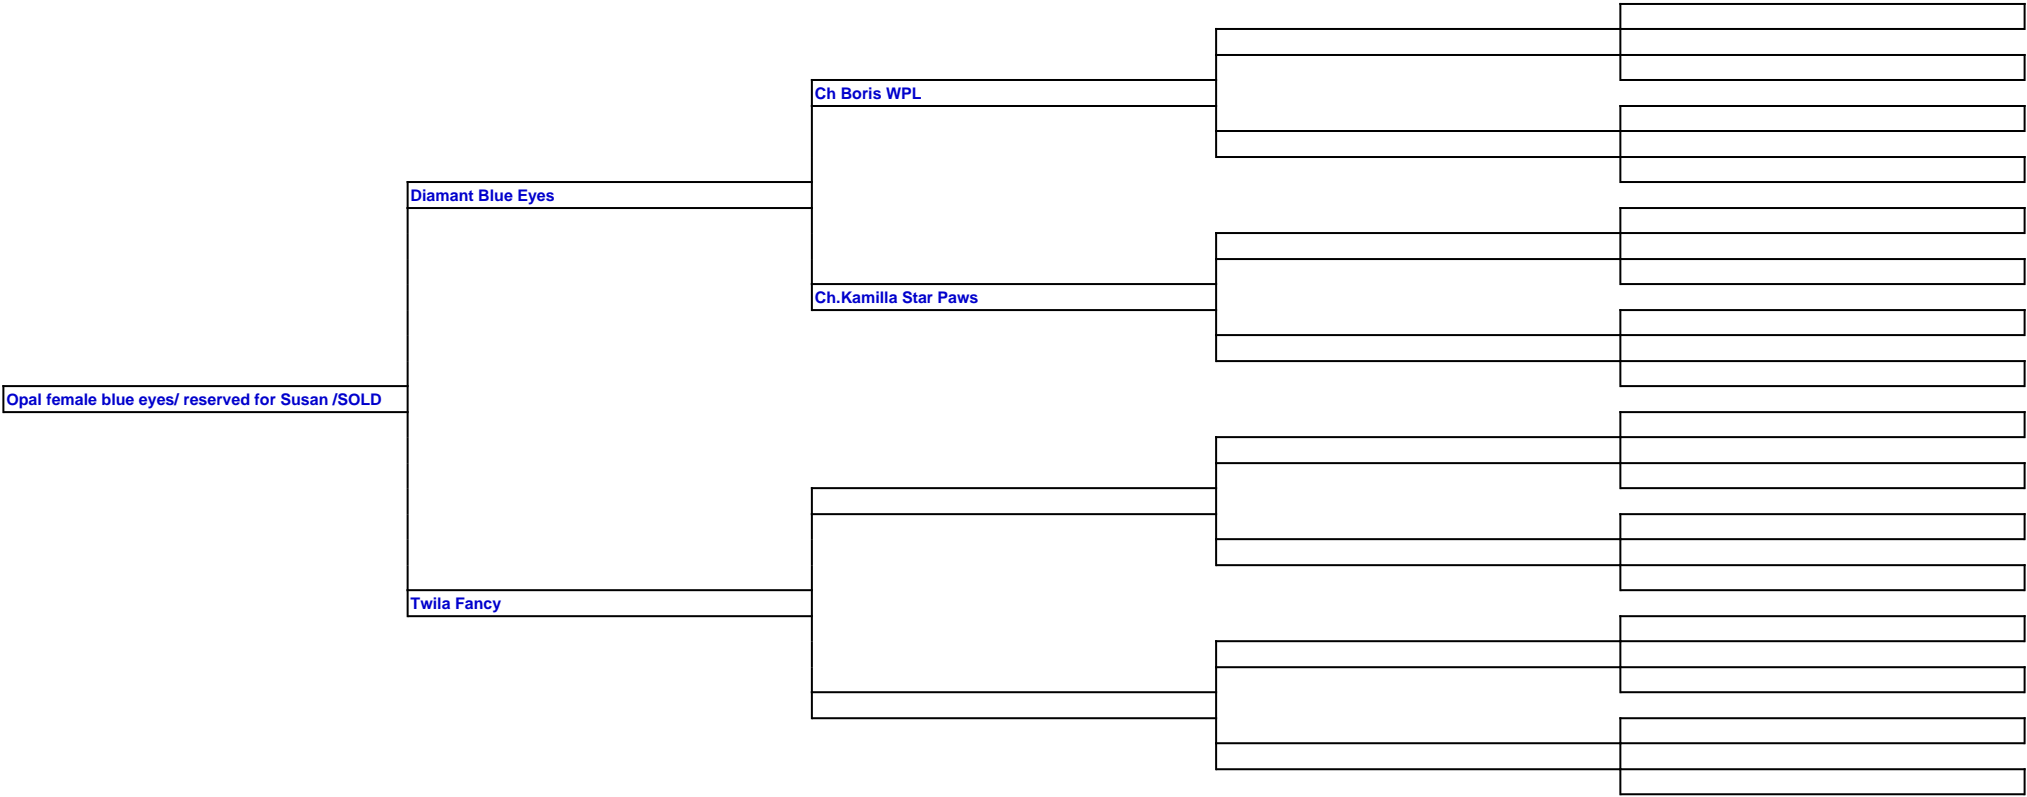 Ch Boris WPL
Diamant Blue Eyes
Ch.Kamilla Star Paws
Opal female blue eyes/ reserved for Susan /SOLD
Twila Fancy